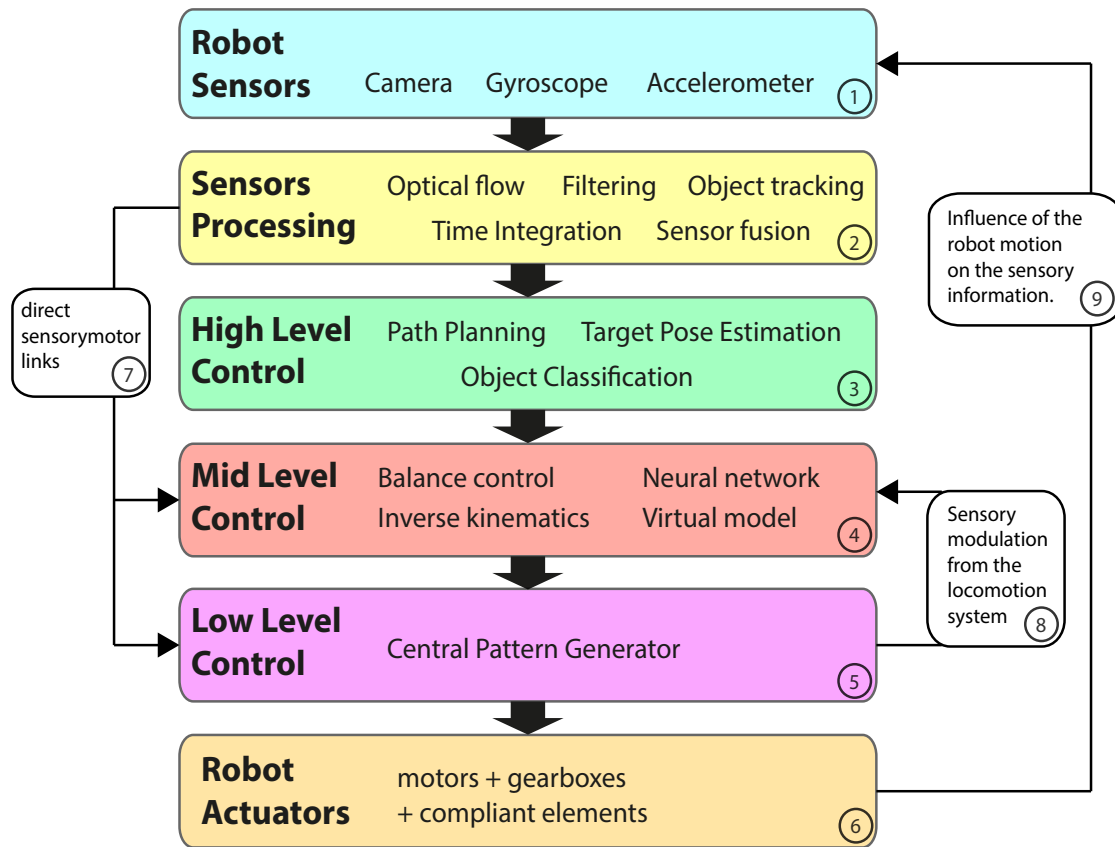 Robot
Sensors
Camera Gyroscope Accelerometer
1
Sensors
Processing
Optical flow Filtering Object tracking
Time Integration Sensor fusion
2
High Level
Control
Path Planning Target Pose Estimation
Object Classification
3
Mid Level
Control
Balance control Neural network
Inverse kinematics Virtual model
4
Low Level
Control
Central Pattern Generator
5
Robot
Actuators
motors + gearboxes
+ compliant elements
6
direct
sensorymotor
links
7
Sensory
modulation
from the
locomotion
system
8
Influence of the
robot motion
on the sensory
information.
9